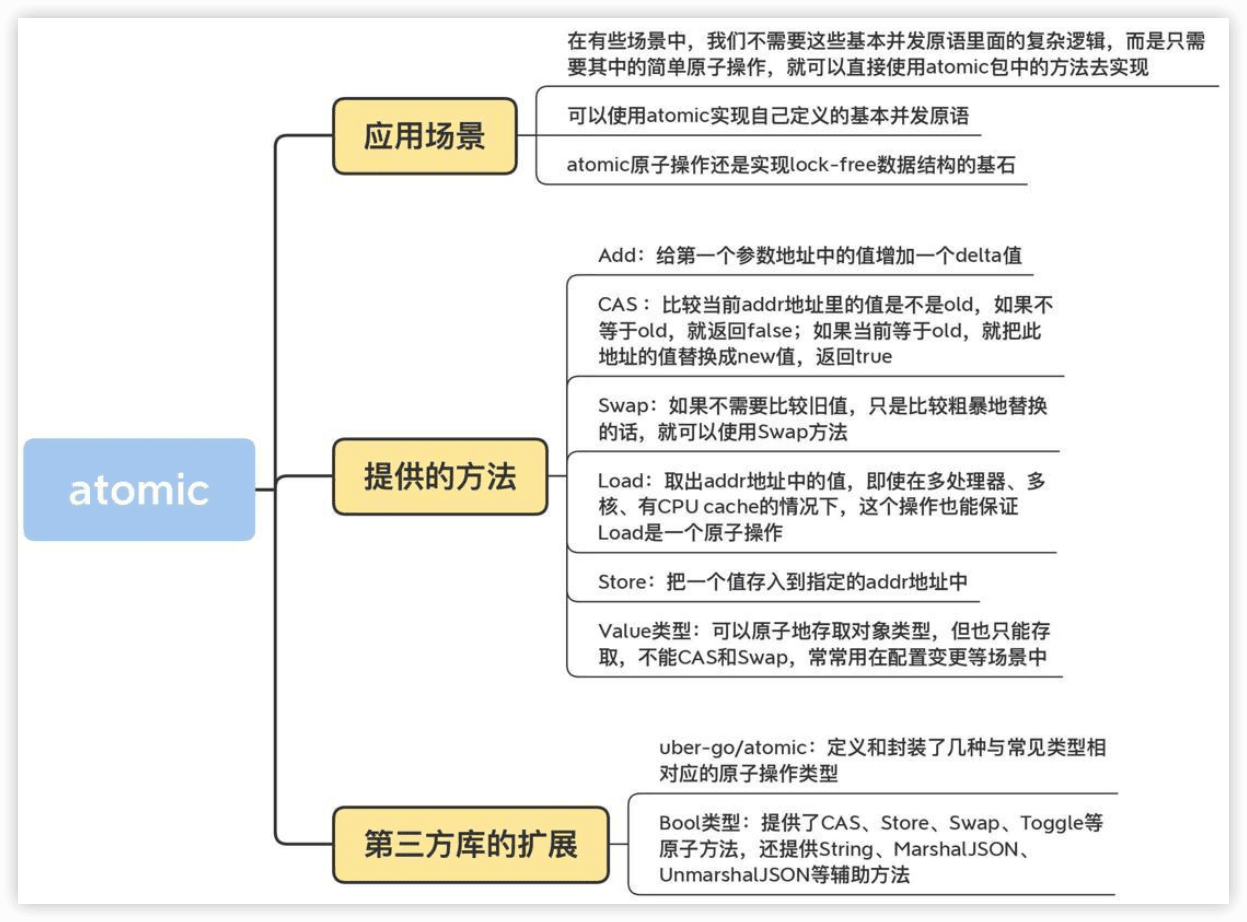 在有些场景中，我们不需要这些基本并发原语里面的复杂逻辑，而是只需
要其中的简单原子操作，就可以直接使用atomic包中的方法去实现
应用场景
可以使用atomic实现自己定义的基本并发原语
atomic原子操作还是实现lock-free数据结构的基石
Add：给第一个参数地址中的值增加一个delta值
CAS ：比较当前addr地址里的值是不是old，如果不
等于old，就返回false；如果当前等于old，就把此
地址的值替换成new值，返回true
Swap：如果不需要比较旧值，只是比较粗暴地替换
的话，就可以使用Swap方法
提供的方法
atomic
Load：取出addr地址中的值，即使在多处理器、多
核、有CPU cache的情况下，这个操作也能保证
Load是一个原子操作
Store：把一个值存入到指定的addr地址中
Value类型：可以原子地存取对象类型，但也只能存
取，不能CAS和Swap，常常用在配置变更等场景中
uber-go/atomic：定义和封装了几种与常见类型相
对应的原子操作类型
第三方库的扩展
Bool类型：提供了CAS、Store、Swap、Toggle等
原子方法，还提供String、MarshalJSON、
UnmarshalJSON等辅助方法